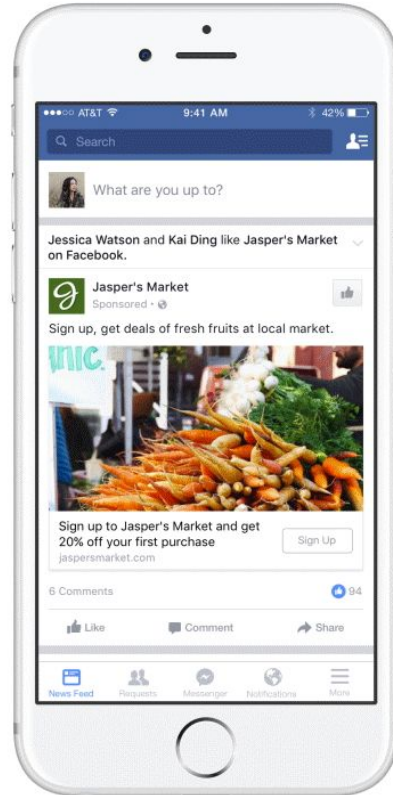 AT&T 9:41 AM 42%
Search
What are you up to?
Jessica Watson and Kai Ding like Jasper's Market
on Facebook.
Jasper's Market
Sponsored
Sign up, get deals of fresh fruits at local market.
anic.
Sign up to Jasper's Market and get
20% off your first purchase
Sign Up
jaspersmarket.com
6 Comments 94
Like Comment Share
News Feed Requests Messenger Notifications More